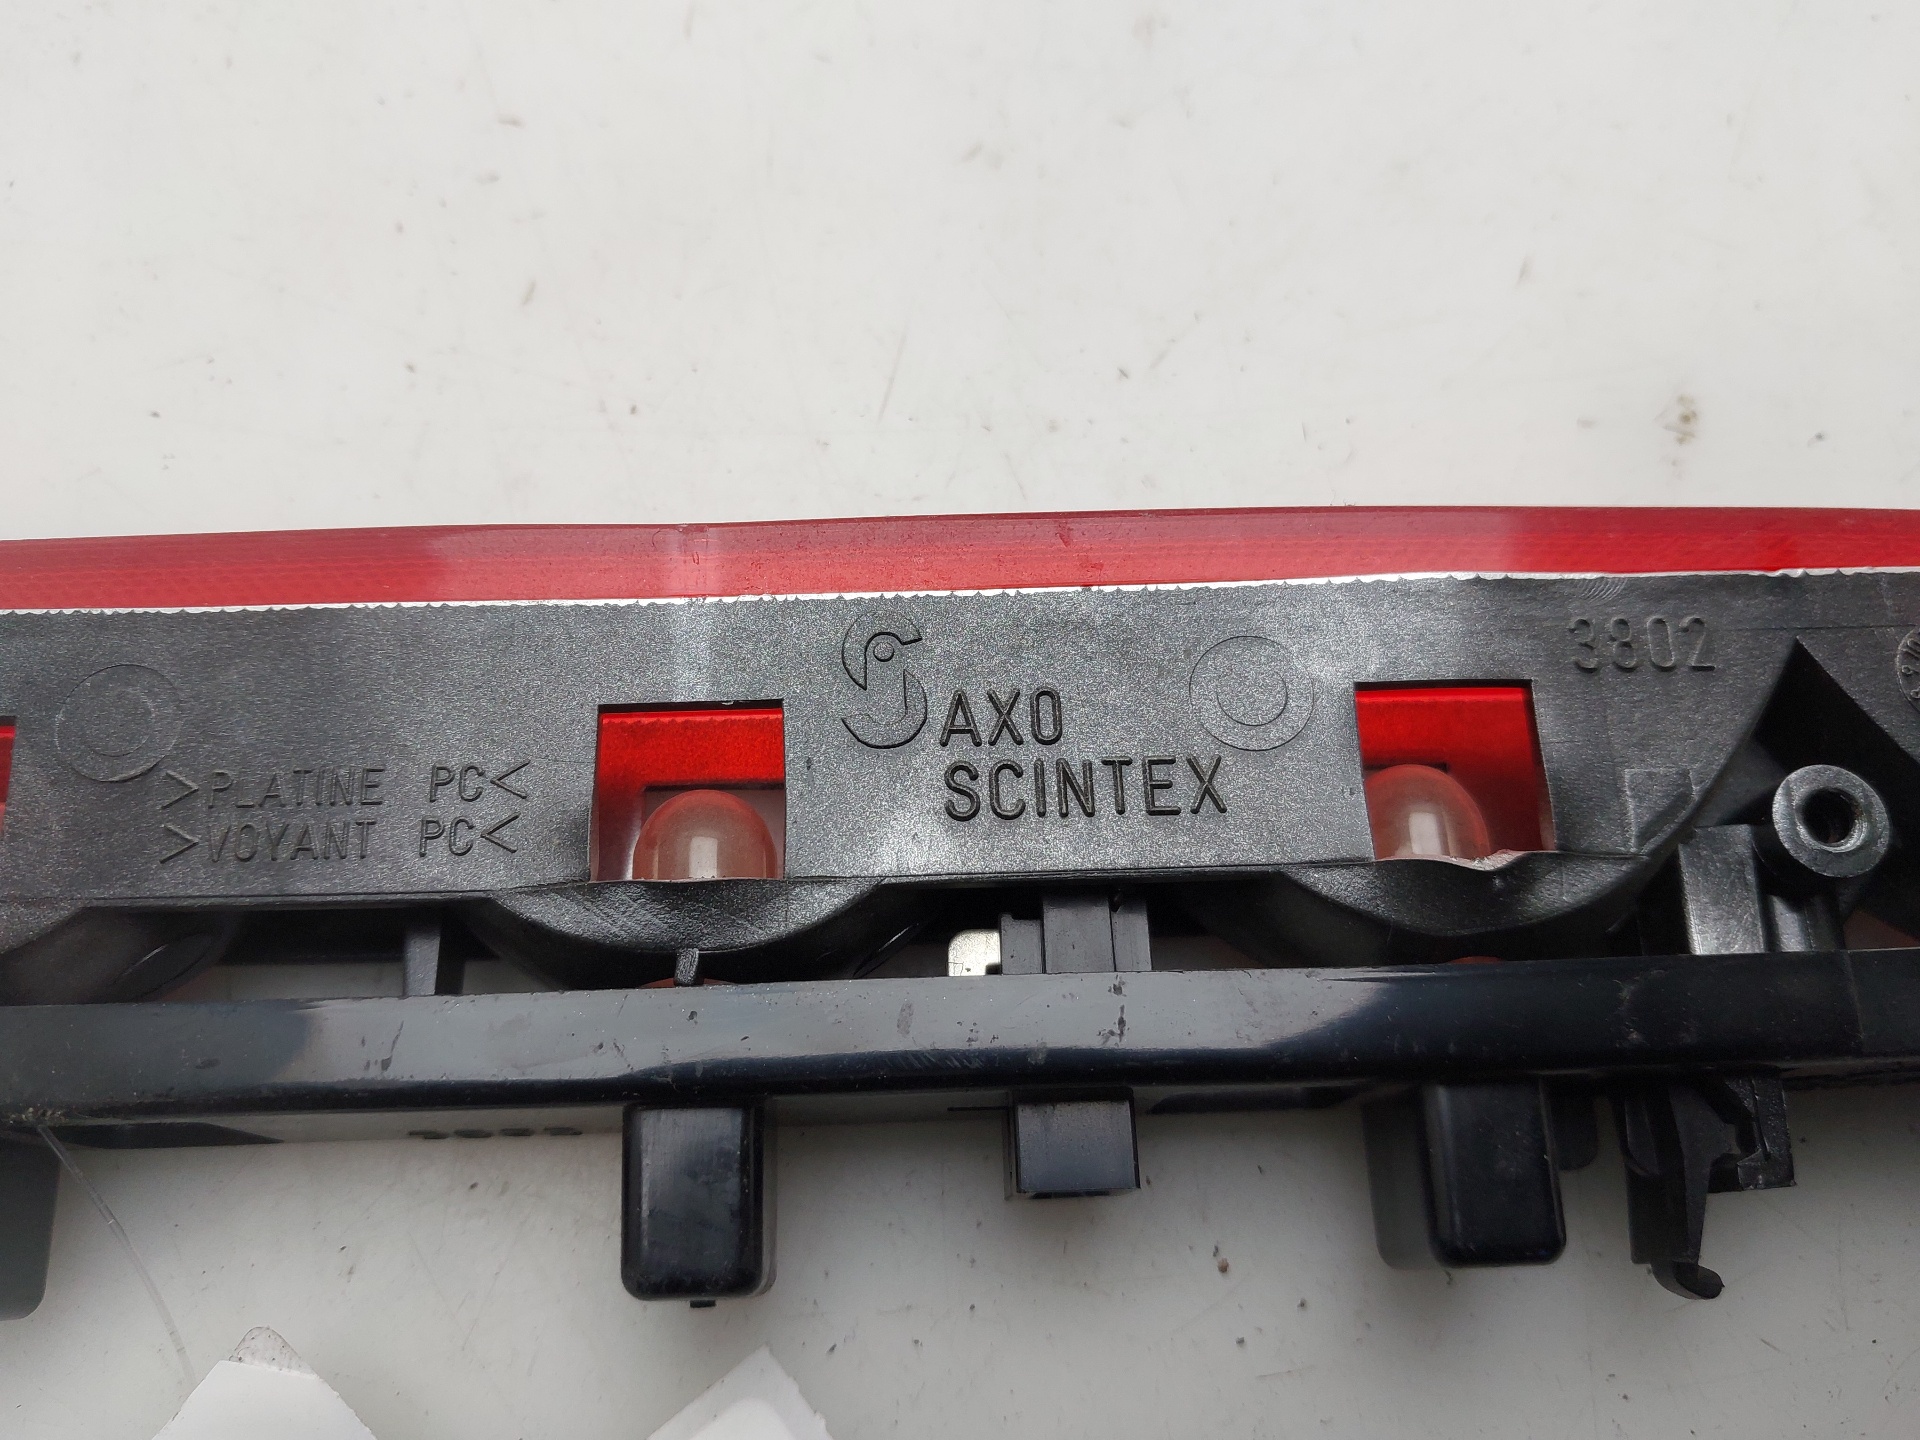 3802
AXO
SCINTEX
>PLATINE PC<
>VOYANT PC<